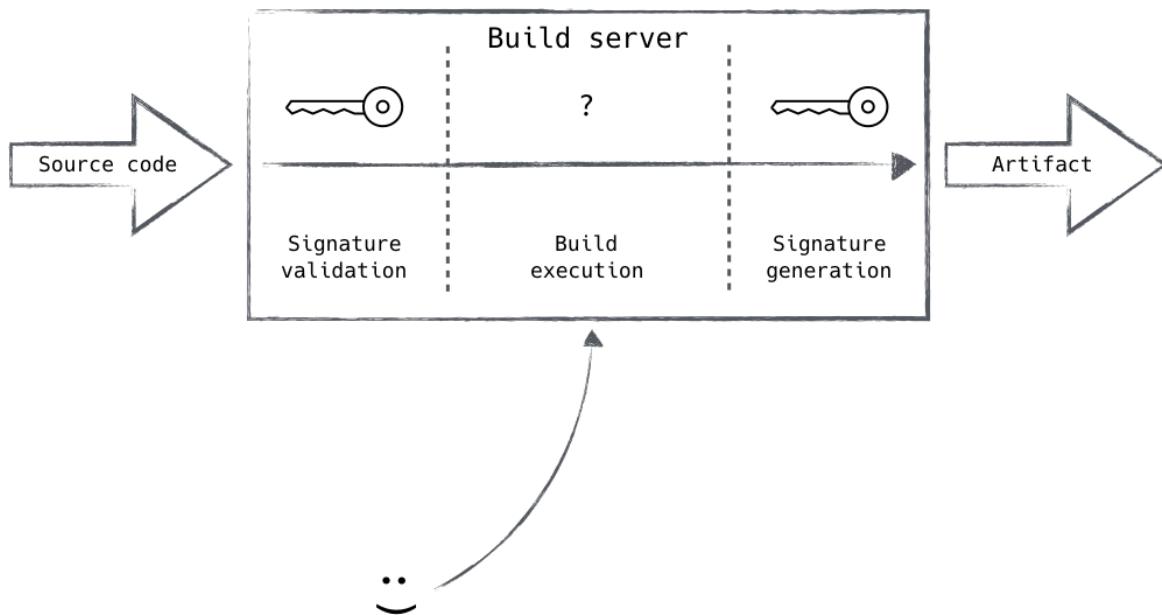 Build server
?
Source code
Artifact
Signature
validation
Build
execution
Signature
generation